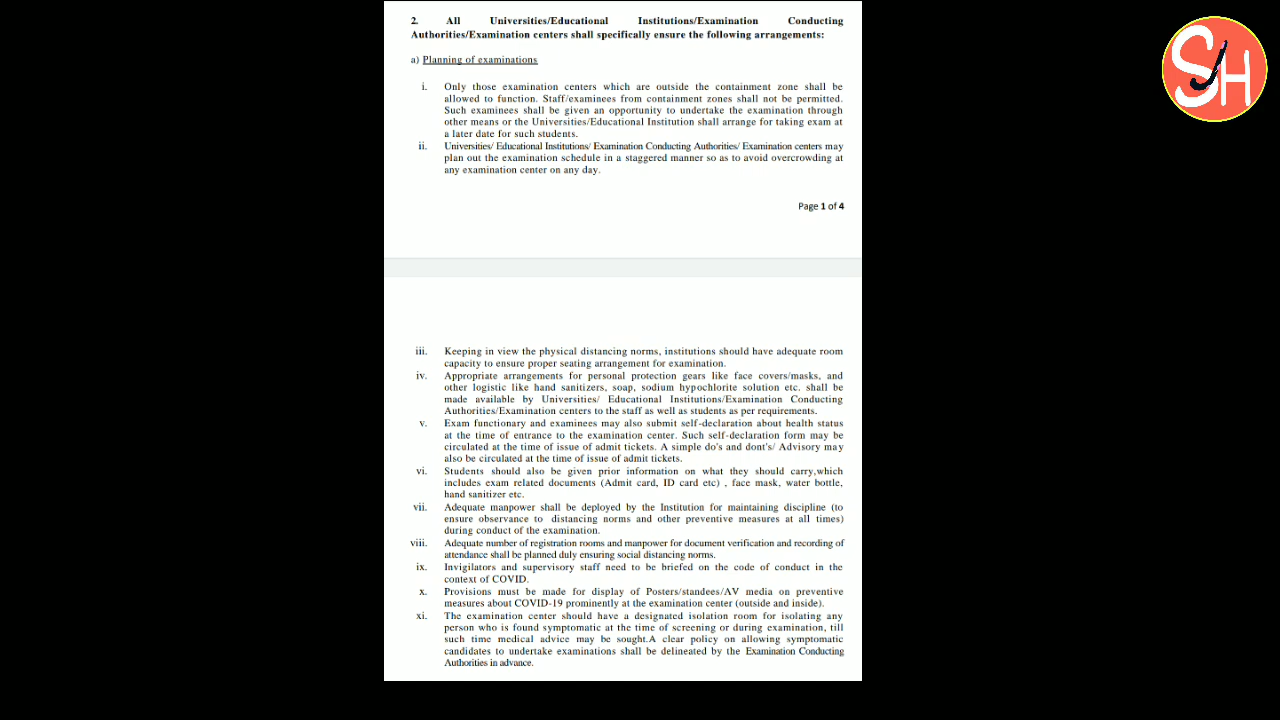 2. All Universities/Educational Institutions/Examination Conducting
Authorities/Examination centers shall specifically ensure the following arrangements:
a) Planning of examinations
i. Only those examination centers which are outside the containment zone shall be
allowed to function. Staff/examinees from containment zones shall not be permitted.
Such examinees shall be given an opportunity to undertake the examination through
other means or the Universities/Educational Institution shall arrange for taking exam at
a later date for such students.
ii. Universities/ Educational Institutions/ Examination Conducting Authorities/ Examination centers may
plan out the examination schedule in a staggered manner so as to avoid overcrowding at
any examination center on any day.
Page 1 of 4
iii. Keeping in view the physical distancing norms, institutions should have adequate room
capacity to ensure proper seating arrangement for examination.
iv. Appropriate arrangements for personal protection gears like face covers/masks, and
other logistic like hand sanitizers, soap, sodium hypochlorite solution etc. shall be
made available by Universities/ Educational Institutions/Examination Conducting
Authorities/Examination centers to the staff as well as students as per requirements.
v. Exam functionary and examinees may also submit self-declaration about health status
at the time of entrance to the examination center. Such self-declaration form may be
circulated at the time of issue of admit tickets. A simple do's and dont's/ Advisory may
also be circulated at the time of issue of admit tickets.
vi. Students should also be given prior information on what they should carry,which
includes exam related documents (Admit card, ID card etc) , face mask, water bottle,
hand sanitizer etc.
vii. Adequate manpower shall be deployed by the Institution for maintaining discipline (to
ensure observance to distancing norms and other preventive measures at all times)
during conduct of the examination.
viii. Adequate number of registration rooms and manpower for document verification and recording of
attendance shall be planned duly ensuring social distancing norms.
ix. Invigilators and supervisory staff need to be briefed on the code of conduct in the
context of COVID.
x. Provisions must be made for display of Posters/standees/AV media on preventive
measures about COVID-19 prominently at the examination center (outside and inside).
xi. The examination center should have a designated isolation room for isolating any
person who is found symptomatic at the time of screening or during examination, till
such time medical advice may be sought.A clear policy on allowing symptomatic
candidates to undertake examinations shall be delineated by the Examination Conducting
Authorities in advance.
SJH